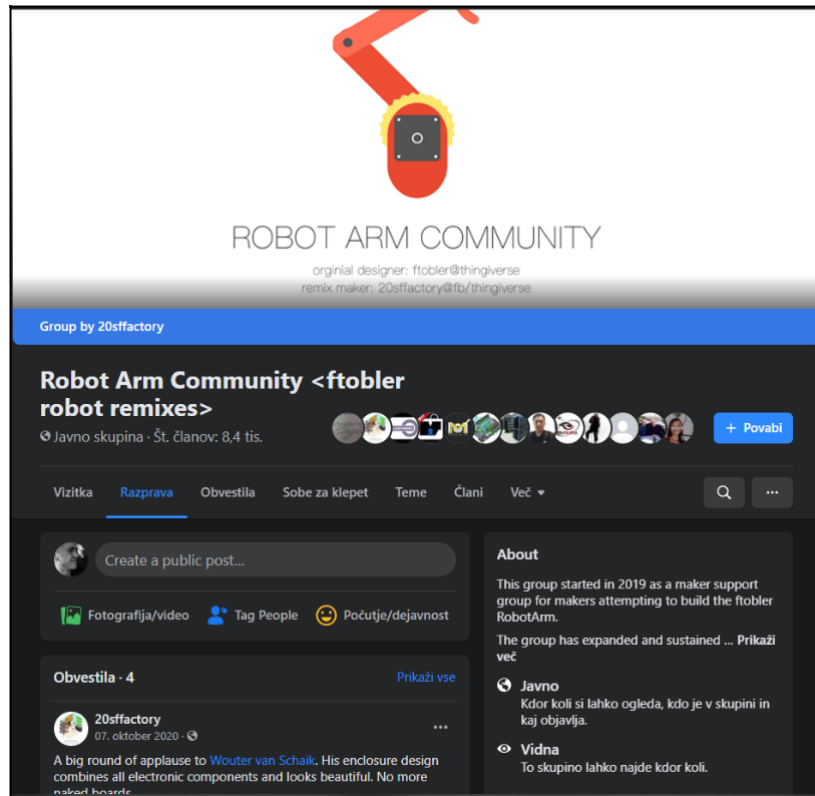 ROBOT ARM COMMUNITY
orginial designer: ftobler@thingiverse
remix maker: 20sffactory@fb/thingiverse
Group by 20sffactory
Robot Arm Community <ftobler
robot remixes>
Javno skupina · Št. članov: 8,4 tis.
+ Povabi
Vizitka
Razprava
Obvestila
Sobe za klepet
Teme
Člani
Več
Create a public post...
Fotografija/video
Tag People
Počutje/dejavnost
Obvestila · 4
Prikaži vse
20sffactory
07. oktober 2020 ·
A big round of applause to Wouter van Schaik. His enclosure design
combines all electronic components and looks beautiful. No more
naked boards
About
This group started in 2019 as a maker support
group for makers attempting to build the ftobler
RobotArm.
The group has expanded and sustained ... Prikaži
več
Javno
Kdor koli si lahko ogleda, kdo je v skupini in
kaj objavlja.
Vidna
To skupino lahko najde kdor koli.